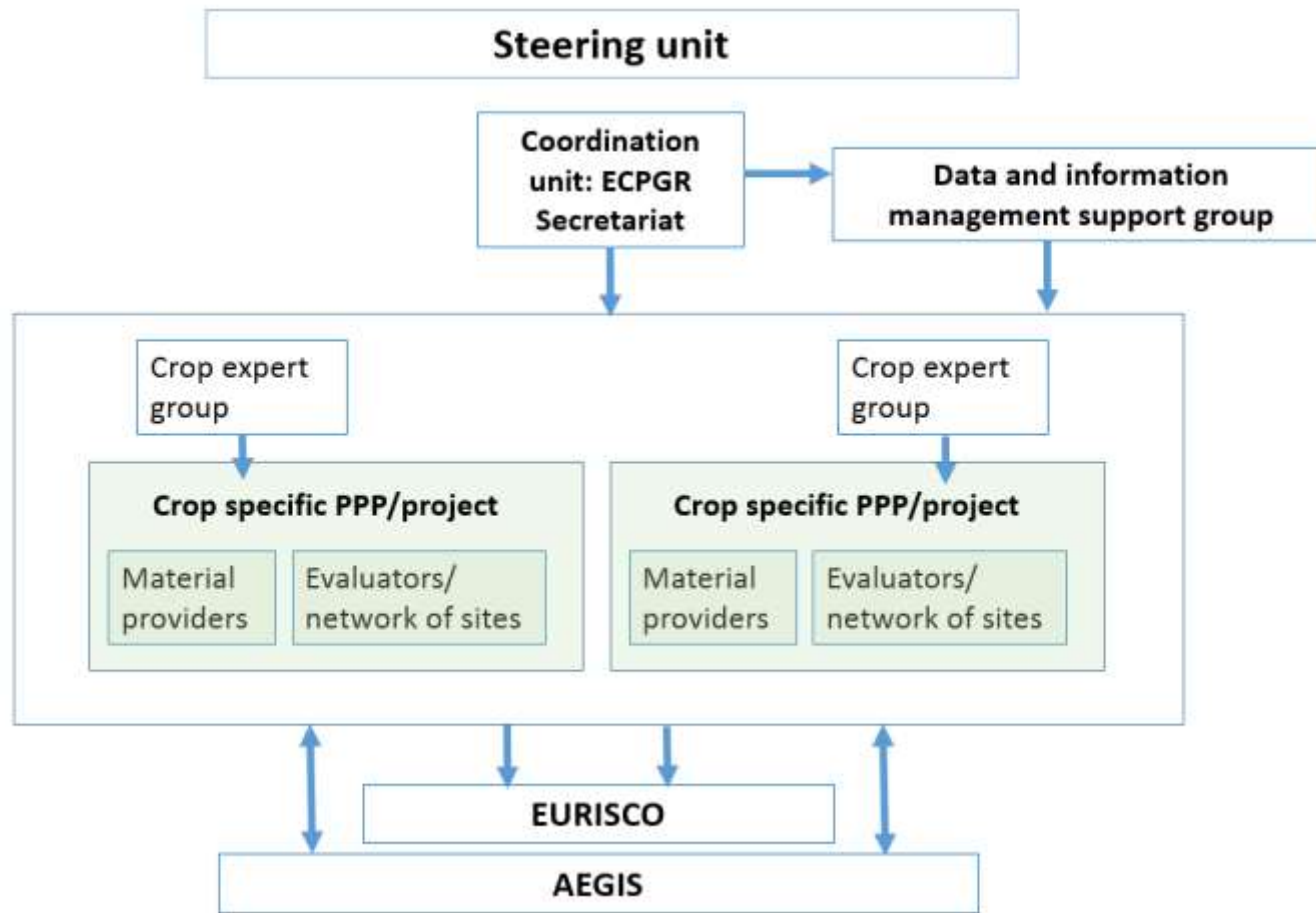 Steering unit
Coordination
unit: ECPGR
Secretariat
Data and information
management support group
Crop expert
group
Crop expert
group
Crop specific PPP/project
Material
providers
Evaluators/
network of sites
Crop specific PPP/project
Material
providers
Evaluators/
network of sites
EURISCO
AEGIS